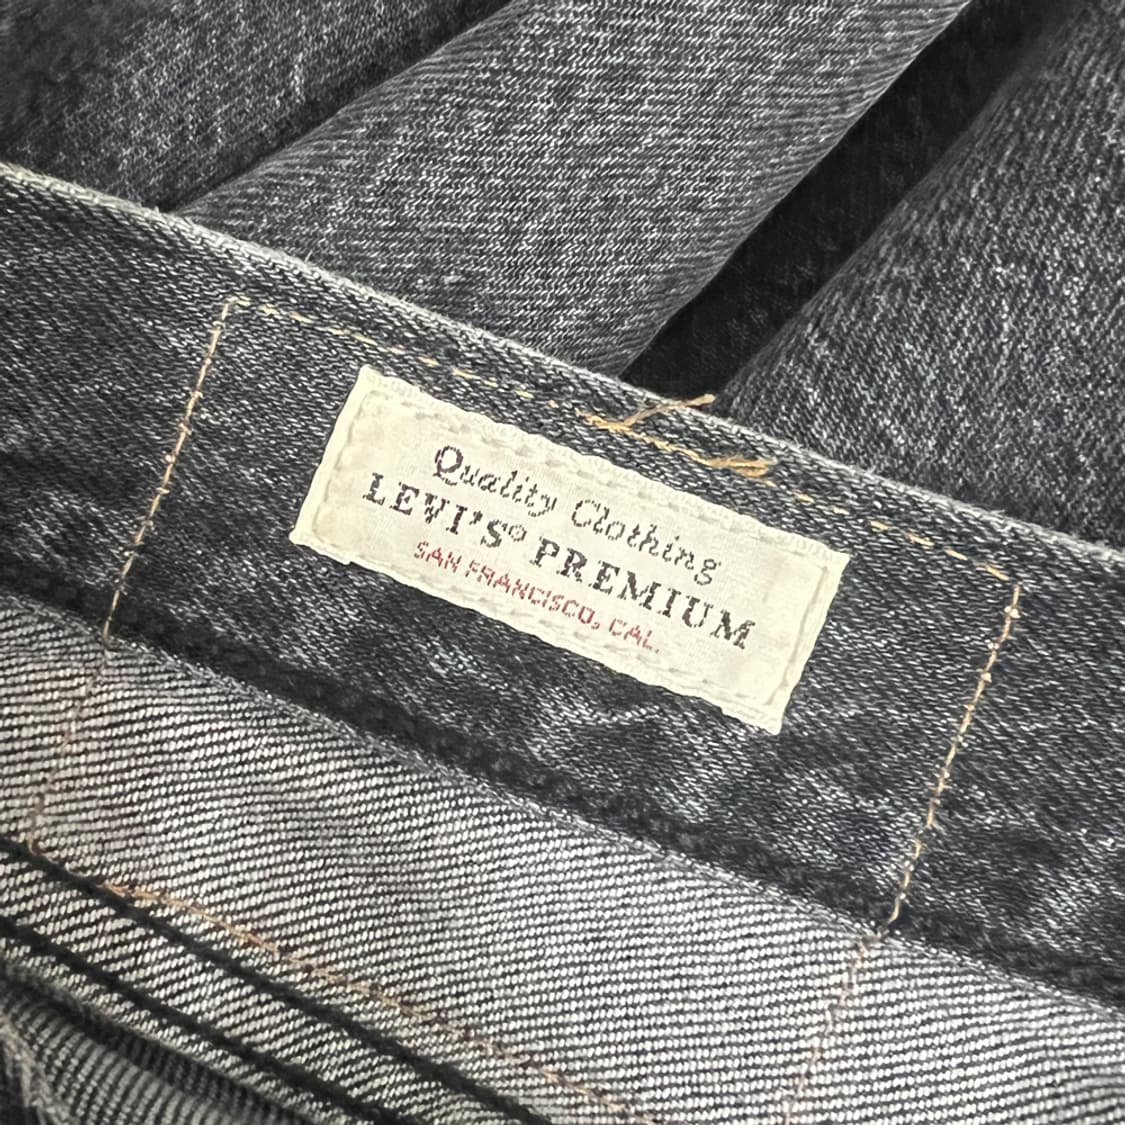 Quality Clothing
LEVI'S® PREMIUM
SAN FRANCISCO, CAL.